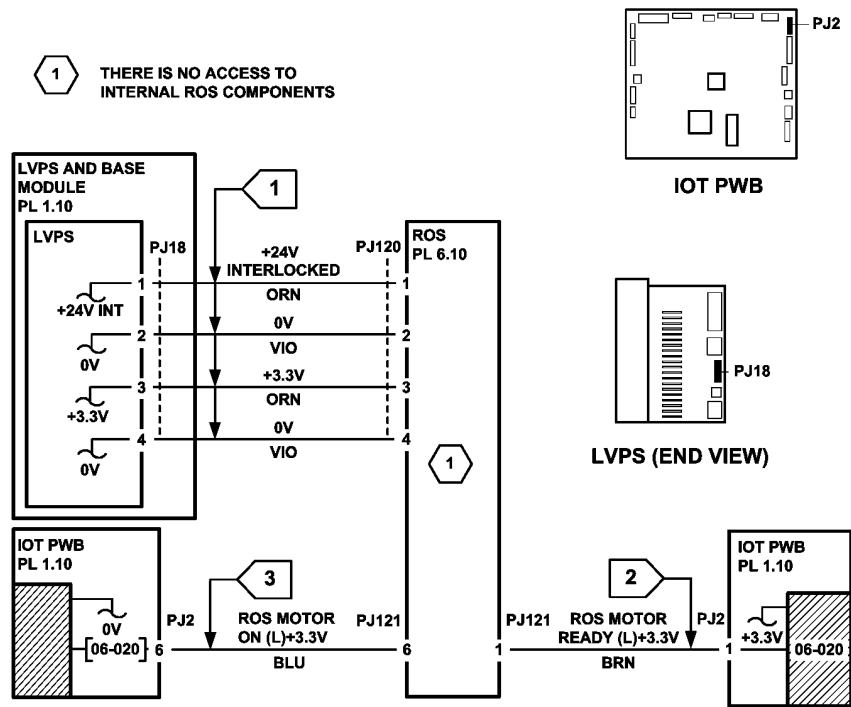 1
THERE IS NO ACCESS TO
INTERNAL ROS COMPONENTS
PJ2
IOT PWB
LVPS AND BASE
MODULE
PL 1.10
1
LVPS
PJ18
+24V
INTERLOCKED
PJ120
ROS
PL 6.10
1
ORN
1
+24V INT
0V
2
VIO
2
0V
+3.3V
3
ORN
3
+3.3V
0V
4
VIO
4
0V
1
PJ18
LVPS (END VIEW)
IOT PWB
PL 1.10
3
2
IOT PWB
PL 1.10
0V
06-020
6
PJ2
ROS MOTOR
ON (L)+3.3V
BLU
PJ121
6
PJ121
1
ROS MOTOR
READY (L)+3.3V
BRN
PJ2
1
+3.3V
06-020